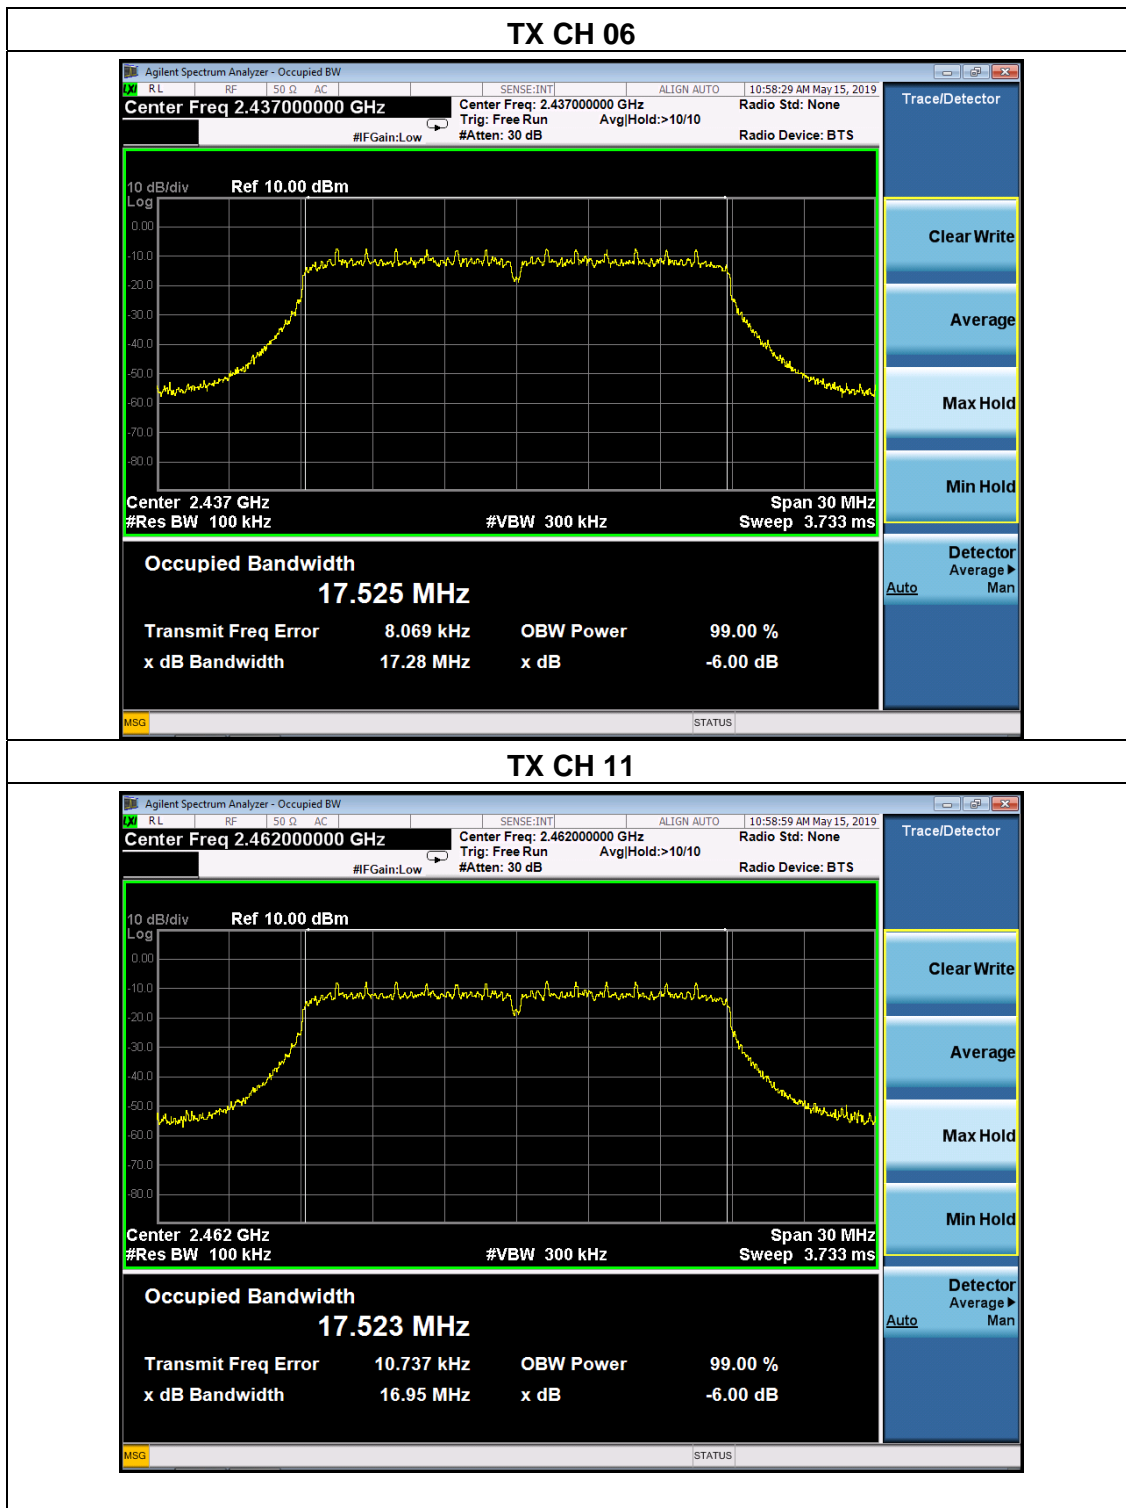 TX CH 06
Agilent Spectrum Analyzer - Occupied BW
LXI RL RF 50 Ω AC SENSE:INT ALIGN AUTO 10:58:29 AM May 15, 2019
Center Freq 2.437000000 GHz
Center Freq: 2.437000000 GHz Radio Std: None
Trig: Free Run Avg|Hold:>10/10
#IFGain:Low #Atten: 30 dB Radio Device: BTS
Trace/Detector
10 dB/div Ref 10.00 dBm
Log
0.00
-10.0
-20.0
-30.0
-40.0
-50.0
-60.0
-70.0
-80.0
Clear Write
Average
Max Hold
Min Hold
Detector
Average
Auto Man
Center 2.437 GHz Span 30 MHz
#Res BW 100 kHz #VBW 300 kHz Sweep 3.733 ms
Occupied Bandwidth
17.525 MHz
Transmit Freq Error 8.069 kHz OBW Power 99.00 %
x dB Bandwidth 17.28 MHz x dB -6.00 dB
MSG STATUS
TX CH 11
Agilent Spectrum Analyzer - Occupied BW
LXI RL RF 50 Ω AC SENSE:INT ALIGN AUTO 10:58:59 AM May 15, 2019
Center Freq 2.462000000 GHz
Center Freq: 2.462000000 GHz Radio Std: None
Trig: Free Run Avg|Hold:>10/10
#IFGain:Low #Atten: 30 dB Radio Device: BTS
Trace/Detector
10 dB/div Ref 10.00 dBm
Log
0.00
-10.0
-20.0
-30.0
-40.0
-50.0
-60.0
-70.0
-80.0
Clear Write
Average
Max Hold
Min Hold
Detector
Average
Auto Man
Center 2.462 GHz Span 30 MHz
#Res BW 100 kHz #VBW 300 kHz Sweep 3.733 ms
Occupied Bandwidth
17.523 MHz
Transmit Freq Error 10.737 kHz OBW Power 99.00 %
x dB Bandwidth 16.95 MHz x dB -6.00 dB
MSG STATUS